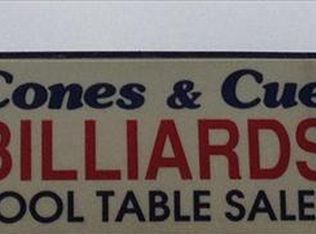 Cones & Cue
BILLIARDS
OOL TABLE SALE